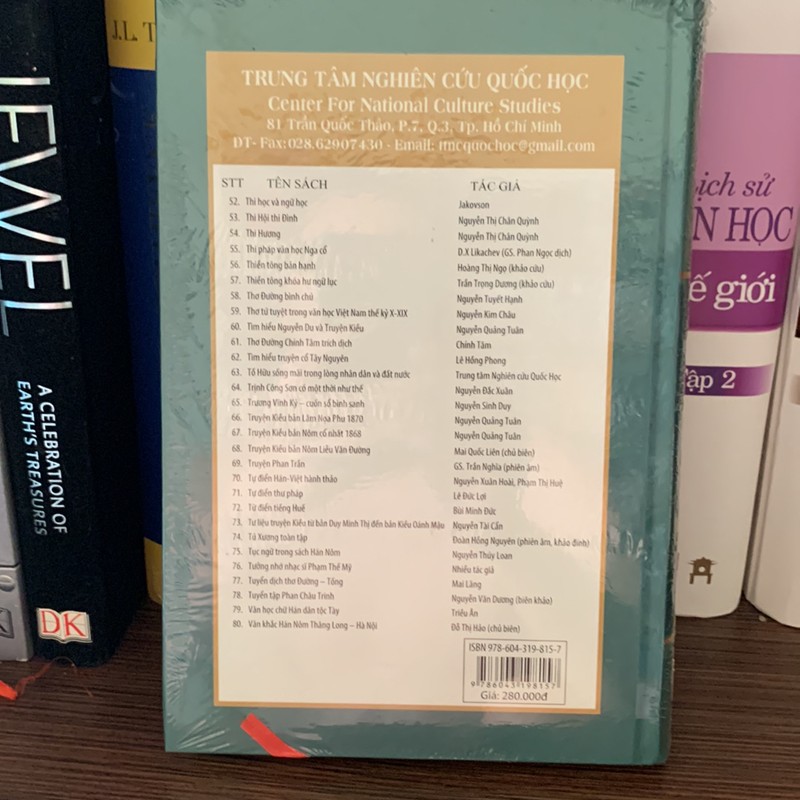 J.L. T
JEWEL
A CELEBRATION OF
EARTH'S TREASURES
DK
TRUNG TÂM NGHIÊN CỨU QUỐC HỌC
Center For National Culture Studies
81 Trần Quốc Thảo, P.7, Q.3, Tp. Hồ Chí Minh
ĐT- Fax:028.62907430 - Email: ttncquochoc@gmail.com
STT TÊN SÁCH TÁC GIẢ
52. Thi học và ngữ học Jakovson
53. Thi Hội thi Đình Nguyễn Thị Chân Quỳnh
54. Thi Hương Nguyễn Thị Chân Quỳnh
55. Thi pháp văn học Nga cổ D.X Likachev (GS. Phan Ngọc dịch)
56. Thiền tông bản hạnh Hoàng Thị Ngọ (khảo cứu)
57. Thiền tông khóa hư ngữ lục Trần Trọng Dương (khảo cứu)
58. Thơ Đường bình chú Nguyễn Tuyết Hạnh
59. Thơ tứ tuyệt trong văn học Việt Nam thế kỷ X-XIX Nguyễn Kim Châu
60. Tìm hiểu Nguyễn Du và Truyện Kiều Nguyễn Quảng Tuân
61. Thơ Đường Chính Tâm trích dịch Chính Tâm
62. Tìm hiểu truyện cổ Tây Nguyên Lê Hồng Phong
63. Tố Hữu sống mãi trong lòng nhân dân và đất nước Trung tâm Nghiên cứu Quốc Học
64. Trịnh Công Sơn có một thời như thế Nguyễn Đắc Xuân
65. Trương Vĩnh Ký – cuốn sổ bình sanh Nguyễn Sinh Duy
66. Truyện Kiều bản Lâm Nọa Phu 1870 Nguyễn Quảng Tuân
67. Truyện Kiều bản Nôm cổ nhất 1868 Nguyễn Quảng Tuân
68. Truyện Kiều bản Nôm Liễu Văn Đường Mai Quốc Liên (chủ biên)
69. Truyện Phan Trần GS. Trần Nghĩa (phiên âm)
70. Tự điển Hán-Việt hành thảo Nguyễn Xuân Hoài, Phạm Thị Huệ
71. Tự điển thư pháp Lê Đức Lợi
72. Từ điển tiếng Huế Bùi Minh Đức
73. Tư liệu truyện Kiều từ bản Duy Minh Thị đến bản Kiều Oánh Mậu Nguyễn Tài Cẩn
74. Tú Xương toàn tập Đoàn Hồng Nguyên (phiên âm, khảo đính)
75. Tục ngữ trong sách Hán Nôm Nguyễn Thúy Loan
76. Tưởng nhớ nhạc sĩ Phạm Thế Mỹ Nhiều tác giả
77. Tuyển dịch thơ Đường – Tống Mai Lăng
78. Tuyển tập Phan Châu Trinh Nguyễn Văn Dương (biên khảo)
79. Văn học chữ Hán dân tộc Tày Triều Ân
80. Văn khắc Hán Nôm Thăng Long – Hà Nội Đỗ Thị Hảo (chủ biên)
ISBN 978-604-319-815-7
9 786043 198157
Giá: 280.000đ
Lịch sử
N HỌC
ế giới
ập 2